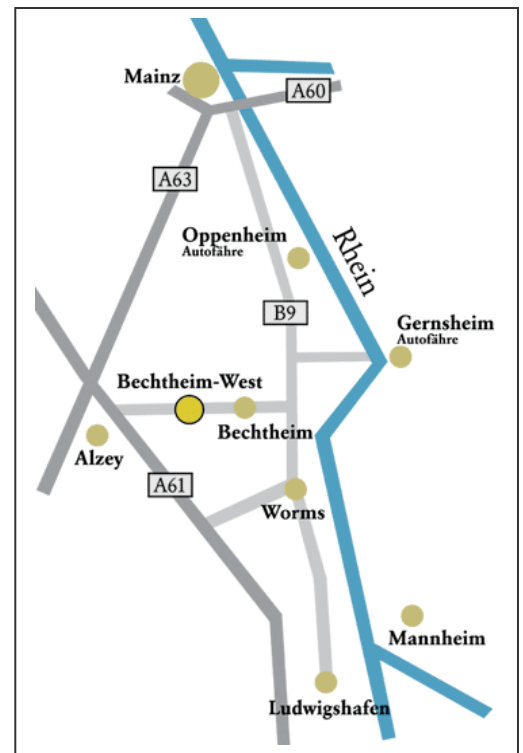 Mainz
A60
A63
Oppenheim
Autofähre
Rhein
B9
Gernsheim
Autofähre
Bechtheim-West
Bechtheim
Alzey
A61
Worms
Mannheim
Ludwigshafen